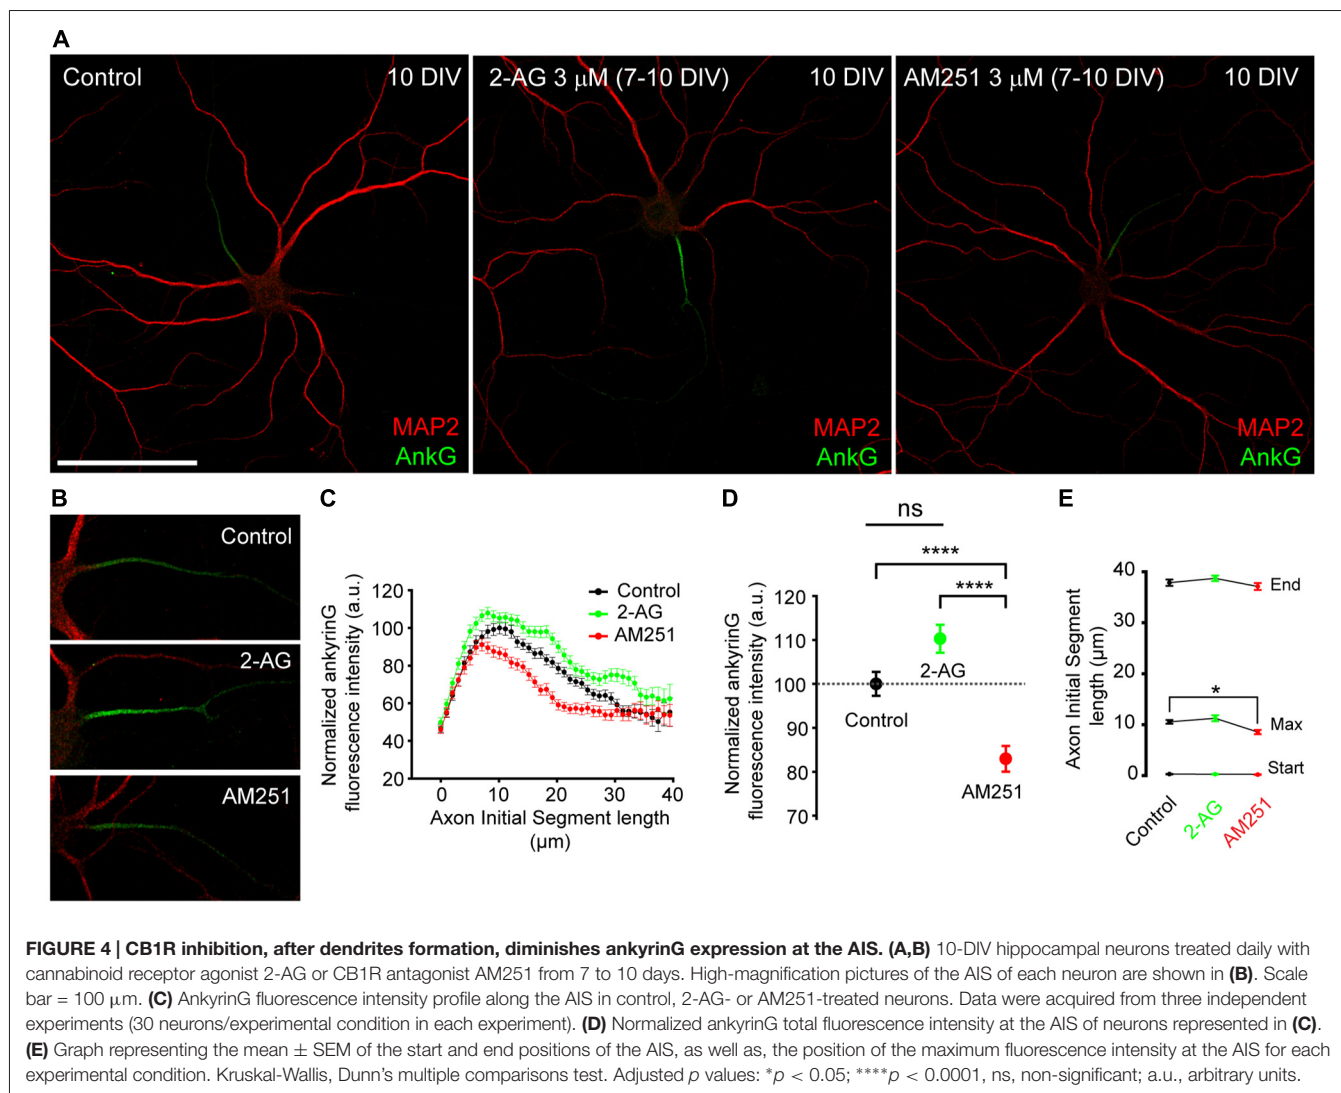 A
Control
10 DIV
2-AG 3 μM (7-10 DIV)
10 DIV
AM251 3 μM (7-10 DIV)
10 DIV
MAP2
AnkG
MAP2
AnkG
MAP2
AnkG
B
Control
2-AG
AM251
C
Normalized ankyrinG
fluorescence intensity (a.u.)
120
100
80
60
40
20
Control
2-AG
AM251
0
10
20
30
40
Axon Initial Segment length
(μm)
D
Normalized ankyrinG
fluorescence intensity (a.u.)
120
110
100
90
80
70
ns
****
****
2-AG
Control
AM251
E
Axon Initial Segment
length (μm)
40
30
20
10
0
End
*
Max
Start
Control
2-AG
AM251
FIGURE 4 | CB1R inhibition, after dendrites formation, diminishes ankyrinG expression at the AIS. (A,B) 10-DIV hippocampal neurons treated daily with
cannabinoid receptor agonist 2-AG or CB1R antagonist AM251 from 7 to 10 days. High-magnification pictures of the AIS of each neuron are shown in (B). Scale
bar = 100 μm. (C) AnkyrinG fluorescence intensity profile along the AIS in control, 2-AG- or AM251-treated neurons. Data were acquired from three independent
experiments (30 neurons/experimental condition in each experiment). (D) Normalized ankyrinG total fluorescence intensity at the AIS of neurons represented in (C).
(E) Graph representing the mean ± SEM of the start and end positions of the AIS, as well as, the position of the maximum fluorescence intensity at the AIS for each
experimental condition. Kruskal-Wallis, Dunn's multiple comparisons test. Adjusted p values: *p < 0.05; ****p < 0.0001, ns, non-significant; a.u., arbitrary units.